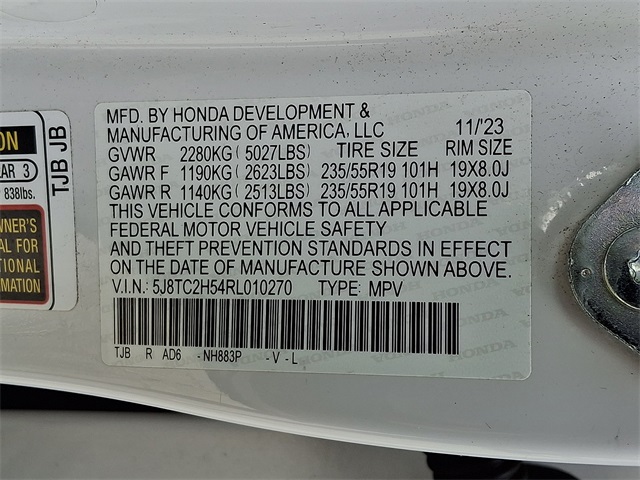 MFD. BY HONDA DEVELOPMENT &
MANUFACTURING OF AMERICA, LLC 11/'23
GVWR 2280KG(5027LBS) TIRE SIZE RIM SIZE
GAWR F 1190KG(2623LBS) 235/55R19 101H 19X8.0J
GAWR R 1140KG(2513LBS) 235/55R19 101H 19X8.0J
THIS VEHICLE CONFORMS TO ALL APPLICABLE
FEDERAL MOTOR VEHICLE SAFETY
AND THEFT PREVENTION STANDARDS IN EFFECT
ON THE DATE OF MANUFACTURE SHOWN ABOVE.
V.I.N.: 5J8TC2H54RL010270 TYPE: MPV
TJB R AD6 -NH883P -V-L
ON
AR 3
838lbs.
WNER'S
AL FOR
TIONAL
RMATION
TJB JB